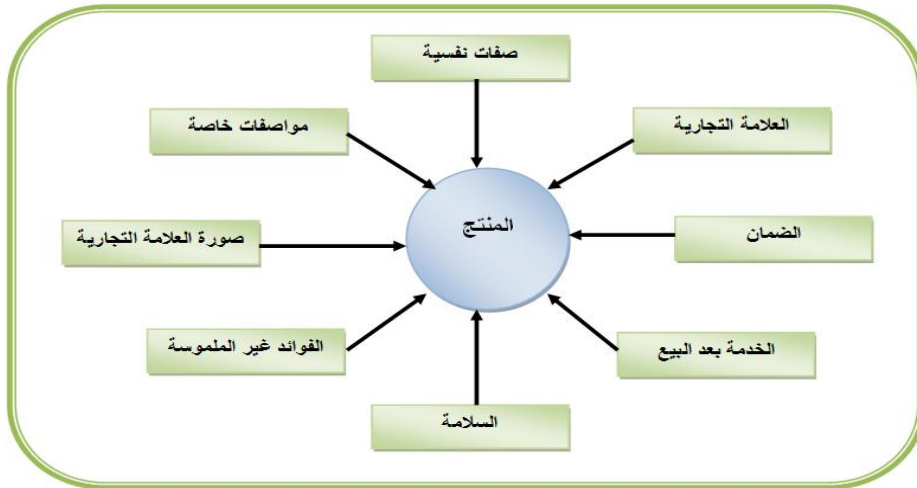 صفات نفسية
العلامة التجارية
مواصفات خاصة
المنتج
الضمان
صورة العلامة التجارية
الخدمة بعد البيع
الفوائد غير الملموسة
السلامة